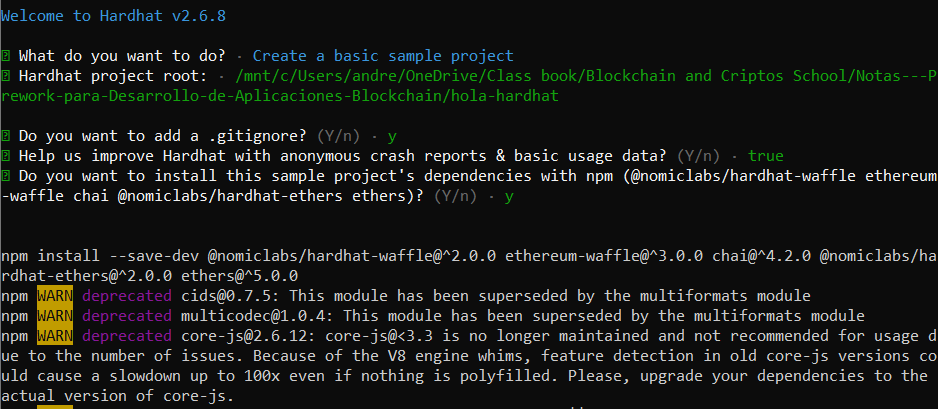 Welcome to Hardhat v2.6.8
? What do you want to do? · Create a basic sample project
? Hardhat project root: · /mnt/c/Users/andre/OneDrive/Class book/Blockchain and Criptos School/Notas---P
rework-para-Desarrollo-de-Aplicaciones-Blockchain/hola-hardhat
? Do you want to add a .gitignore? (Y/n) · y
? Help us improve Hardhat with anonymous crash reports & basic usage data? (Y/n) · true
? Do you want to install this sample project's dependencies with npm (@nomiclabs/hardhat-waffle ethereum
-waffle chai @nomiclabs/hardhat-ethers ethers)? (Y/n) · y
npm install --save-dev @nomiclabs/hardhat-waffle@^2.0.0 ethereum-waffle@^3.0.0 chai@^4.2.0 @nomiclabs/ha
rdhat-ethers@^2.0.0 ethers@^5.0.0
npm WARN deprecated cids@0.7.5: This module has been superseded by the multiformats module
npm WARN deprecated multicodec@1.0.4: This module has been superseded by the multiformats module
npm WARN deprecated core-js@2.6.12: core-js@<3.3 is no longer maintained and not recommended for usage d
ue to the number of issues. Because of the V8 engine whims, feature detection in old core-js versions co
uld cause a slowdown up to 100x even if nothing is polyfilled. Please, upgrade your dependencies to the
actual version of core-js.